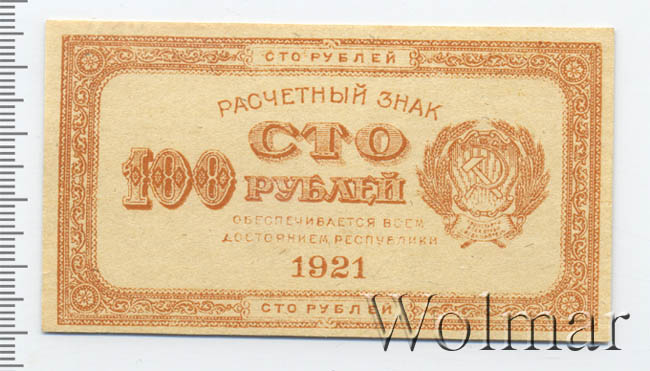 СТО РУБЛЕЙ
РАСЧЕТНЫЙ ЗНАК
СТО
100 РУБЛЕЙ
ОБЕСПЕЧИВАЕТСЯ ВСЕМ
ДОСТОЯНИЕМ РЕСПУБЛИКИ
1921
СТО РУБЛЕЙ
Wolmar